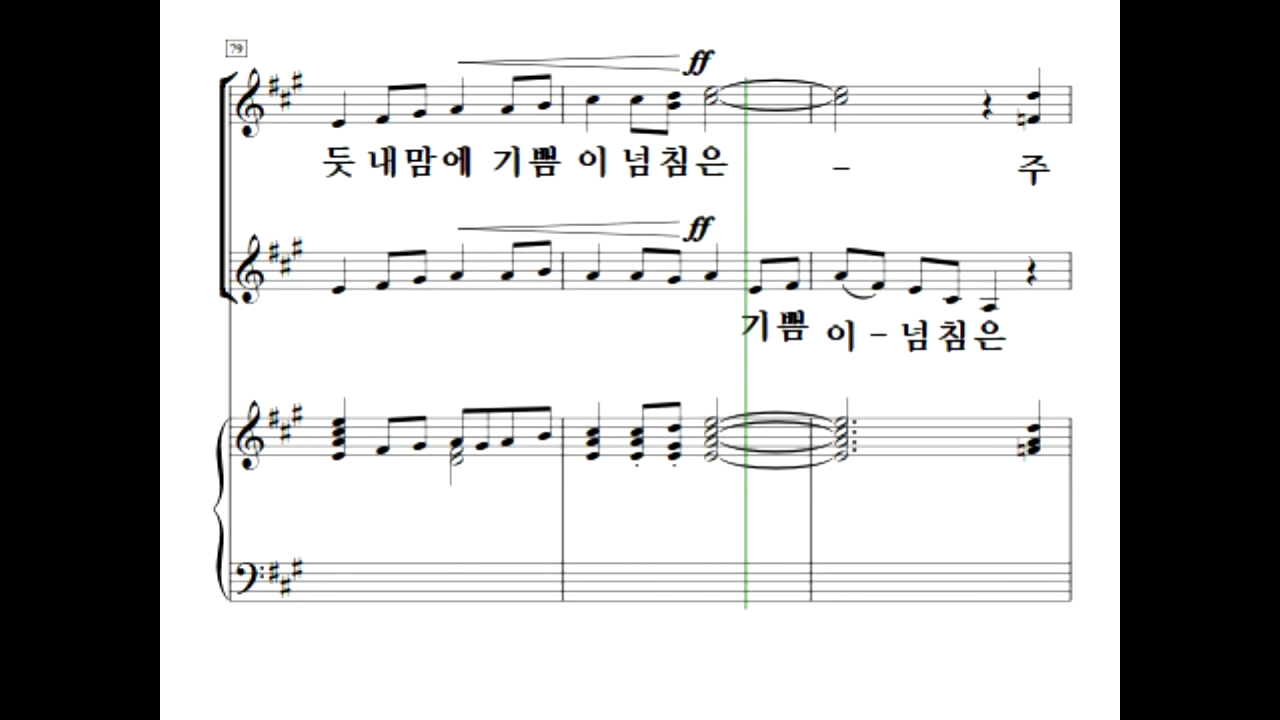 79
ff
듯 내맘에 기쁨 이 넘침은 – 주
ff
기쁨 이 – 넘침은